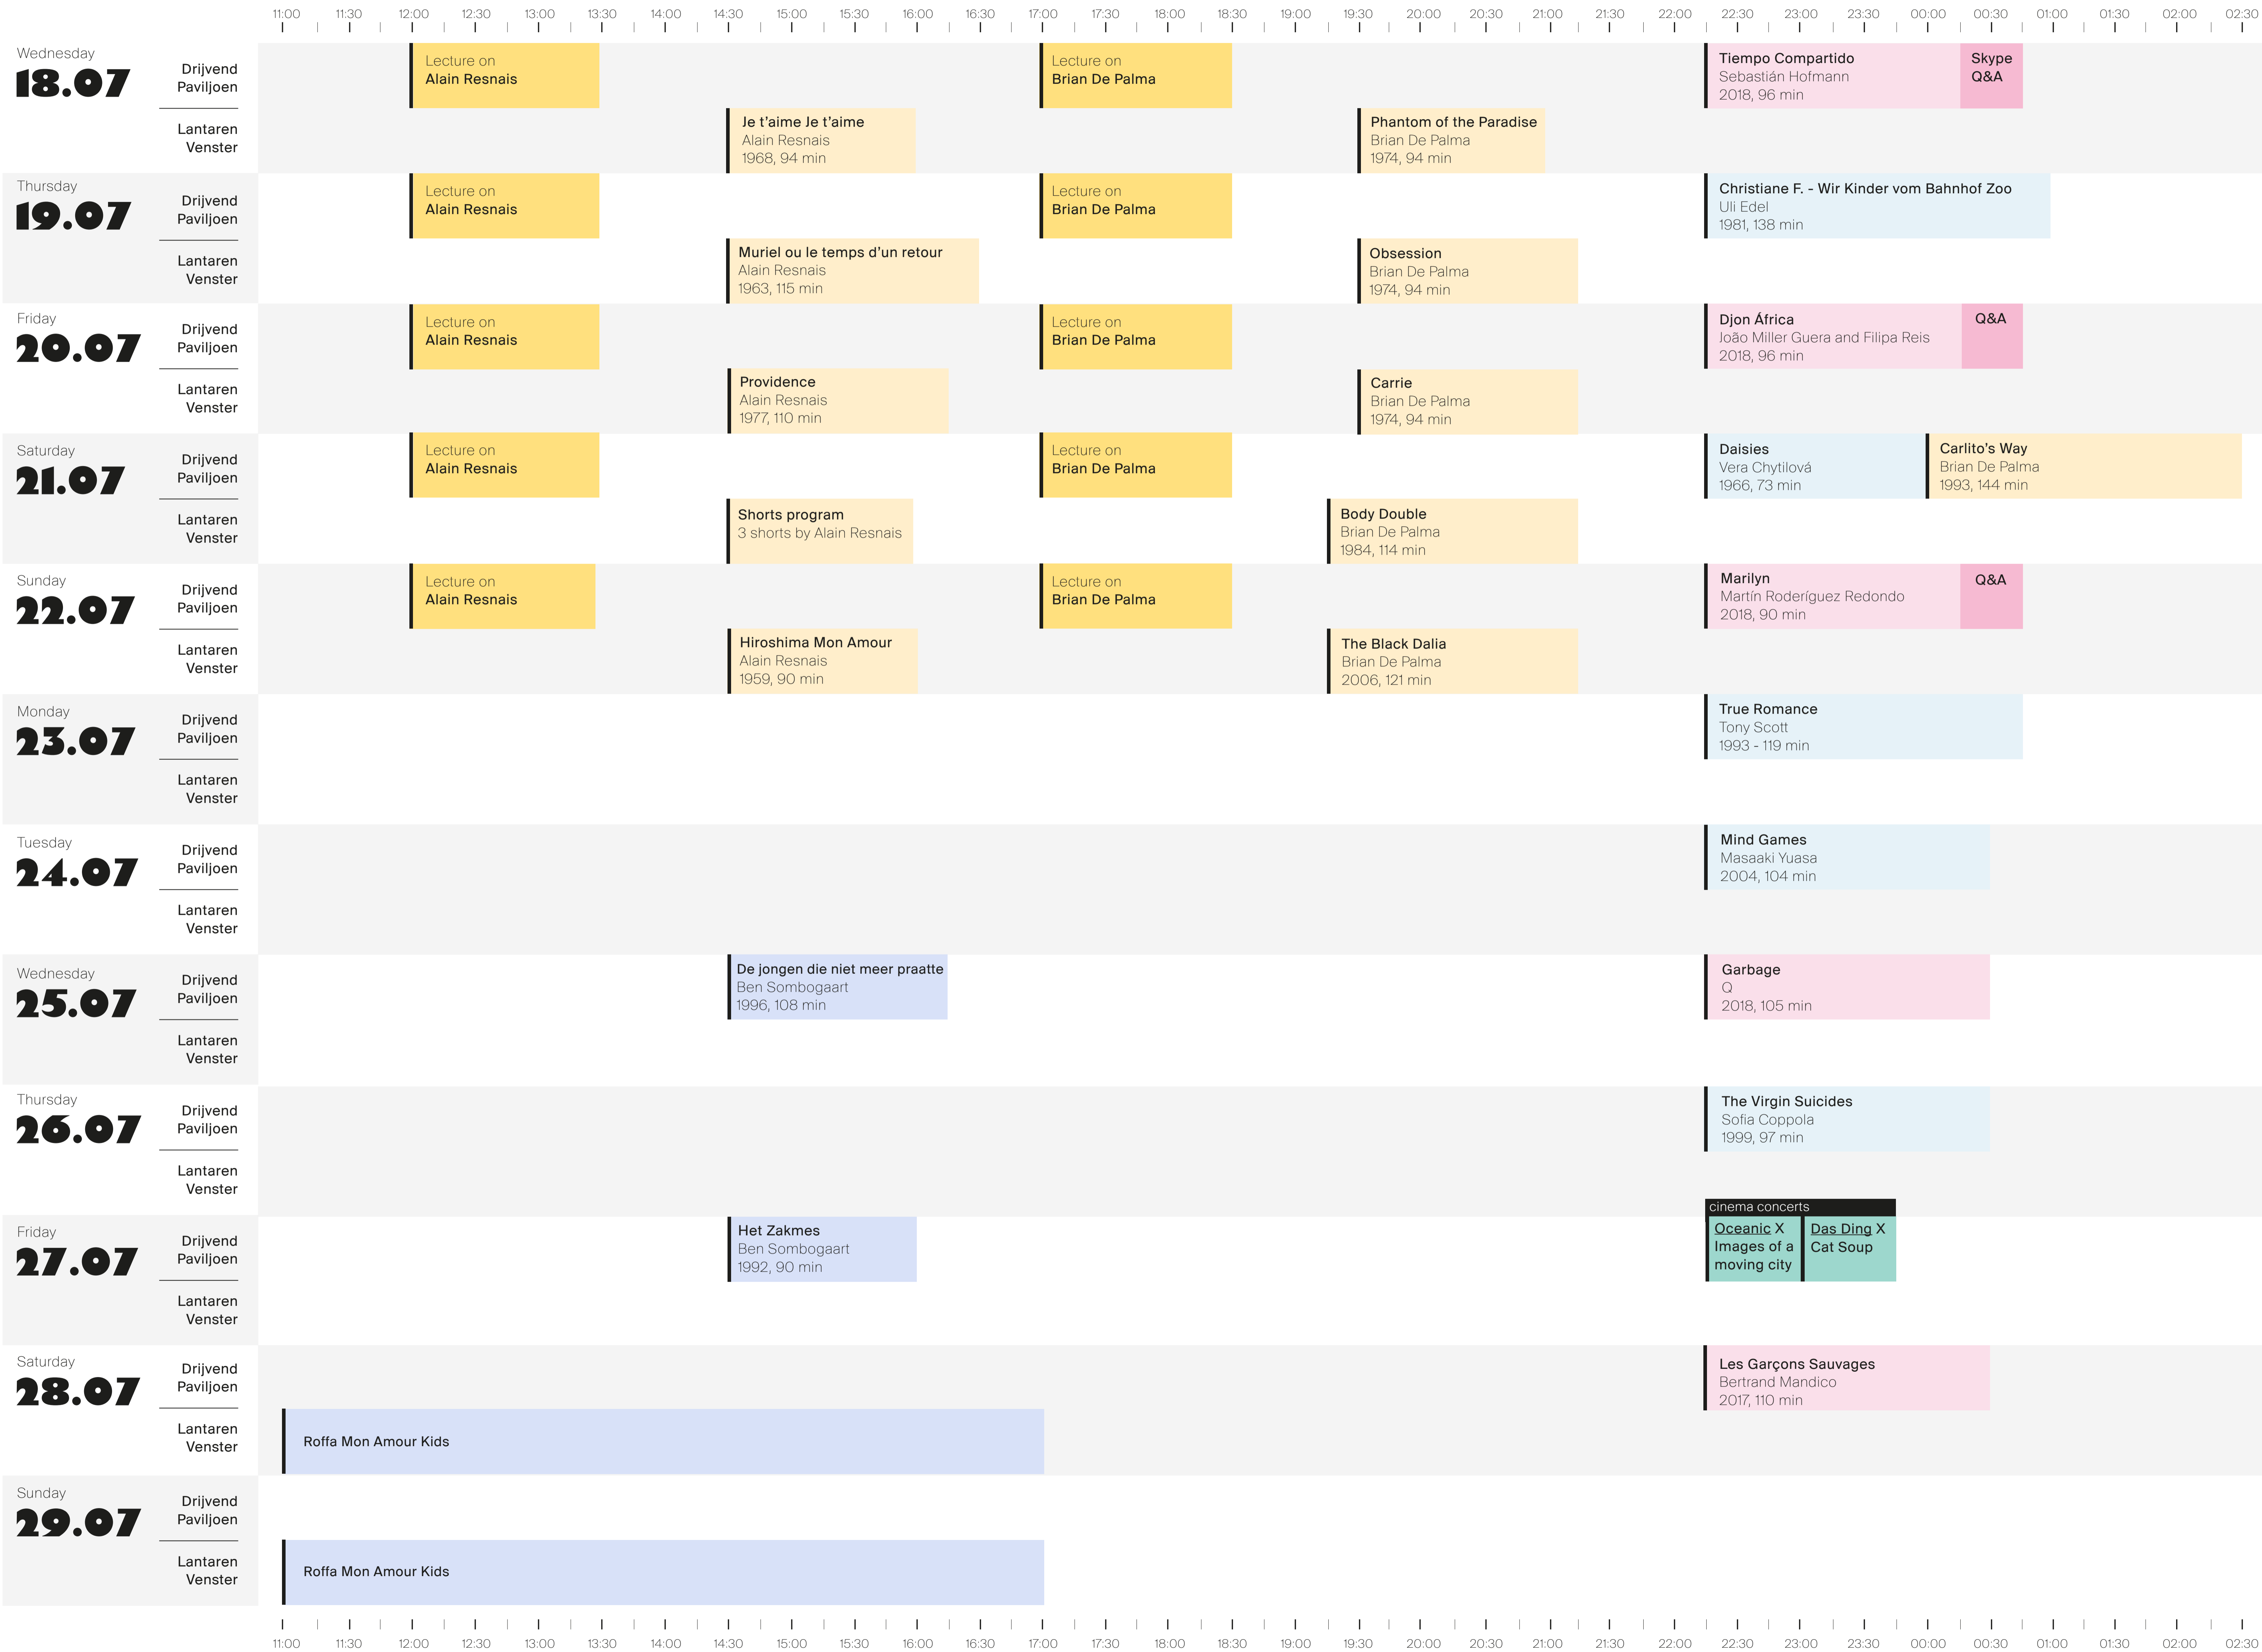 11:00 11:30 12:00 12:30 13:00 13:30 14:00 14:30 15:00 15:30 16:00 16:30 17:00 17:30 18:00 18:30 19:00 19:30 20:00 20:30 21:00 21:30 22:00 22:30 23:00 23:30 00:00 00:30 01:00 01:30 02:00 02:30
Wednesday
18.07
Drijvend
Paviljoen
Lantaren
Venster
Lecture on
Alain Resnais
Je t’aime Je t’aime
Alain Resnais
1968, 94 min
Lecture on
Brian De Palma
Phantom of the Paradise
Brian De Palma
1974, 94 min
Tiempo Compartido
Sebastián Hofmann
2018, 96 min
Skype
Q&A
Thursday
19.07
Drijvend
Paviljoen
Lantaren
Venster
Lecture on
Alain Resnais
Muriel ou le temps d’un retour
Alain Resnais
1963, 115 min
Lecture on
Brian De Palma
Obsession
Brian De Palma
1974, 94 min
Christiane F. - Wir Kinder vom Bahnhof Zoo
Uli Edel
1981, 138 min
Friday
20.07
Drijvend
Paviljoen
Lantaren
Venster
Lecture on
Alain Resnais
Providence
Alain Resnais
1977, 110 min
Lecture on
Brian De Palma
Carrie
Brian De Palma
1974, 94 min
Djon África
João Miller Guera and Filipa Reis
2018, 96 min
Q&A
Saturday
21.07
Drijvend
Paviljoen
Lantaren
Venster
Lecture on
Alain Resnais
Shorts program
3 shorts by Alain Resnais
Lecture on
Brian De Palma
Body Double
Brian De Palma
1984, 114 min
Daisies
Vera Chytilová
1966, 73 min
Carlito’s Way
Brian De Palma
1993, 144 min
Sunday
22.07
Drijvend
Paviljoen
Lantaren
Venster
Lecture on
Alain Resnais
Hiroshima Mon Amour
Alain Resnais
1959, 90 min
Lecture on
Brian De Palma
The Black Dalia
Brian De Palma
2006, 121 min
Marilyn
Martín Roderíguez Redondo
2018, 90 min
Q&A
Monday
23.07
Drijvend
Paviljoen
Lantaren
Venster
True Romance
Tony Scott
1993 - 119 min
Tuesday
24.07
Drijvend
Paviljoen
Lantaren
Venster
Mind Games
Masaaki Yuasa
2004, 104 min
Wednesday
25.07
Drijvend
Paviljoen
Lantaren
Venster
De jongen die niet meer praatte
Ben Sombogaart
1996, 108 min
Garbage
Q
2018, 105 min
Thursday
26.07
Drijvend
Paviljoen
Lantaren
Venster
The Virgin Suicides
Sofia Coppola
1999, 97 min
Friday
27.07
Drijvend
Paviljoen
Lantaren
Venster
Het Zakmes
Ben Sombogaart
1992, 90 min
cinema concerts
Oceanic X
Images of a
moving city
Das Ding X
Cat Soup
Saturday
28.07
Drijvend
Paviljoen
Lantaren
Venster
Roffa Mon Amour Kids
Les Garçons Sauvages
Bertrand Mandico
2017, 110 min
Sunday
29.07
Drijvend
Paviljoen
Lantaren
Venster
Roffa Mon Amour Kids
11:00 11:30 12:00 12:30 13:00 13:30 14:00 14:30 15:00 15:30 16:00 16:30 17:00 17:30 18:00 18:30 19:00 19:30 20:00 20:30 21:00 21:30 22:00 22:30 23:00 23:30 00:00 00:30 01:00 01:30 02:00 02:30